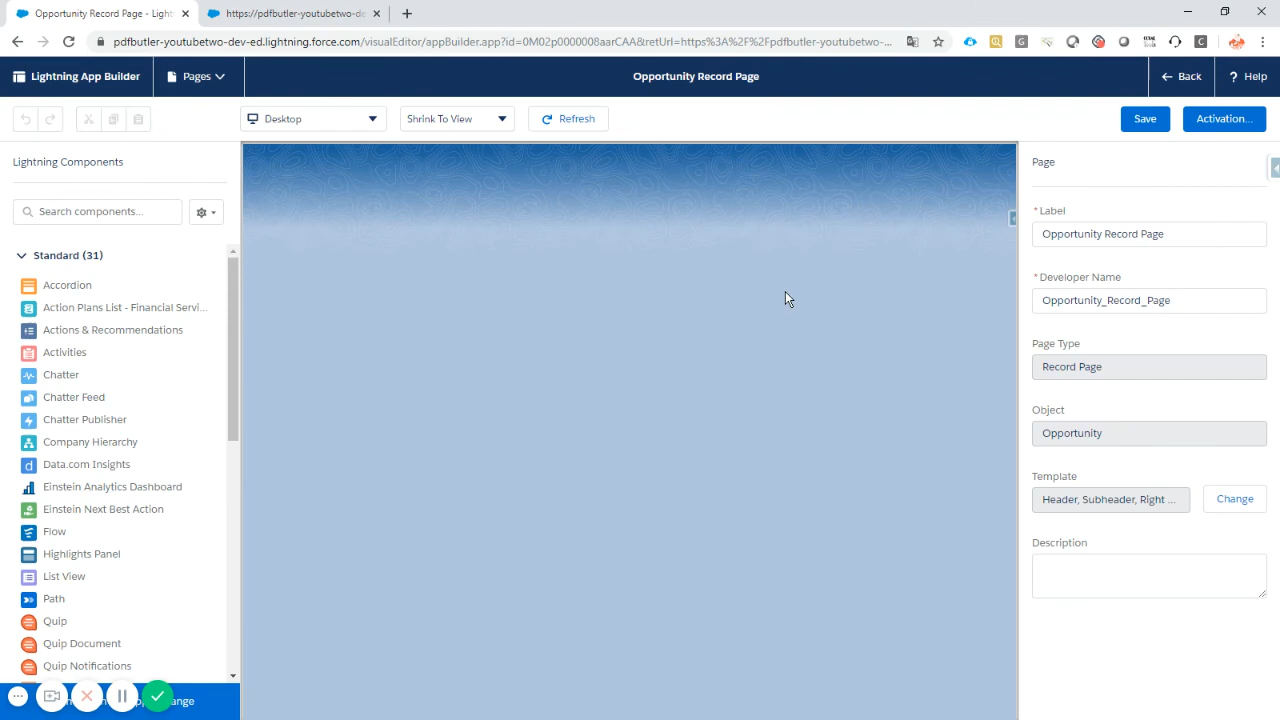 Opportunity Record Page - Light
https://pdfbutler-youtubetwo-de
pdfbutler-youtubetwo-dev-ed.lightning.force.com/visualEditor/appBuilder.app?id=0M02p0000008aarCAA&retUrl=https%3A%2F%2Fpdfbutler-youtubetwo-...
Lightning App Builder
Pages
Opportunity Record Page
Back
? Help
Desktop
Shrink To View
Refresh
Save
Activation...
Lightning Components
Search components...
Standard (31)
Accordion
Action Plans List - Financial Servi...
Actions & Recommendations
Activities
Chatter
Chatter Feed
Chatter Publisher
Company Hierarchy
Data.com Insights
Einstein Analytics Dashboard
Einstein Next Best Action
Flow
Highlights Panel
List View
Path
Quip
Quip Document
Quip Notifications
Page
*Label
Opportunity Record Page
*Developer Name
Opportunity_Record_Page
Page Type
Record Page
Object
Opportunity
Template
Header, Subheader, Right ...
Change
Description